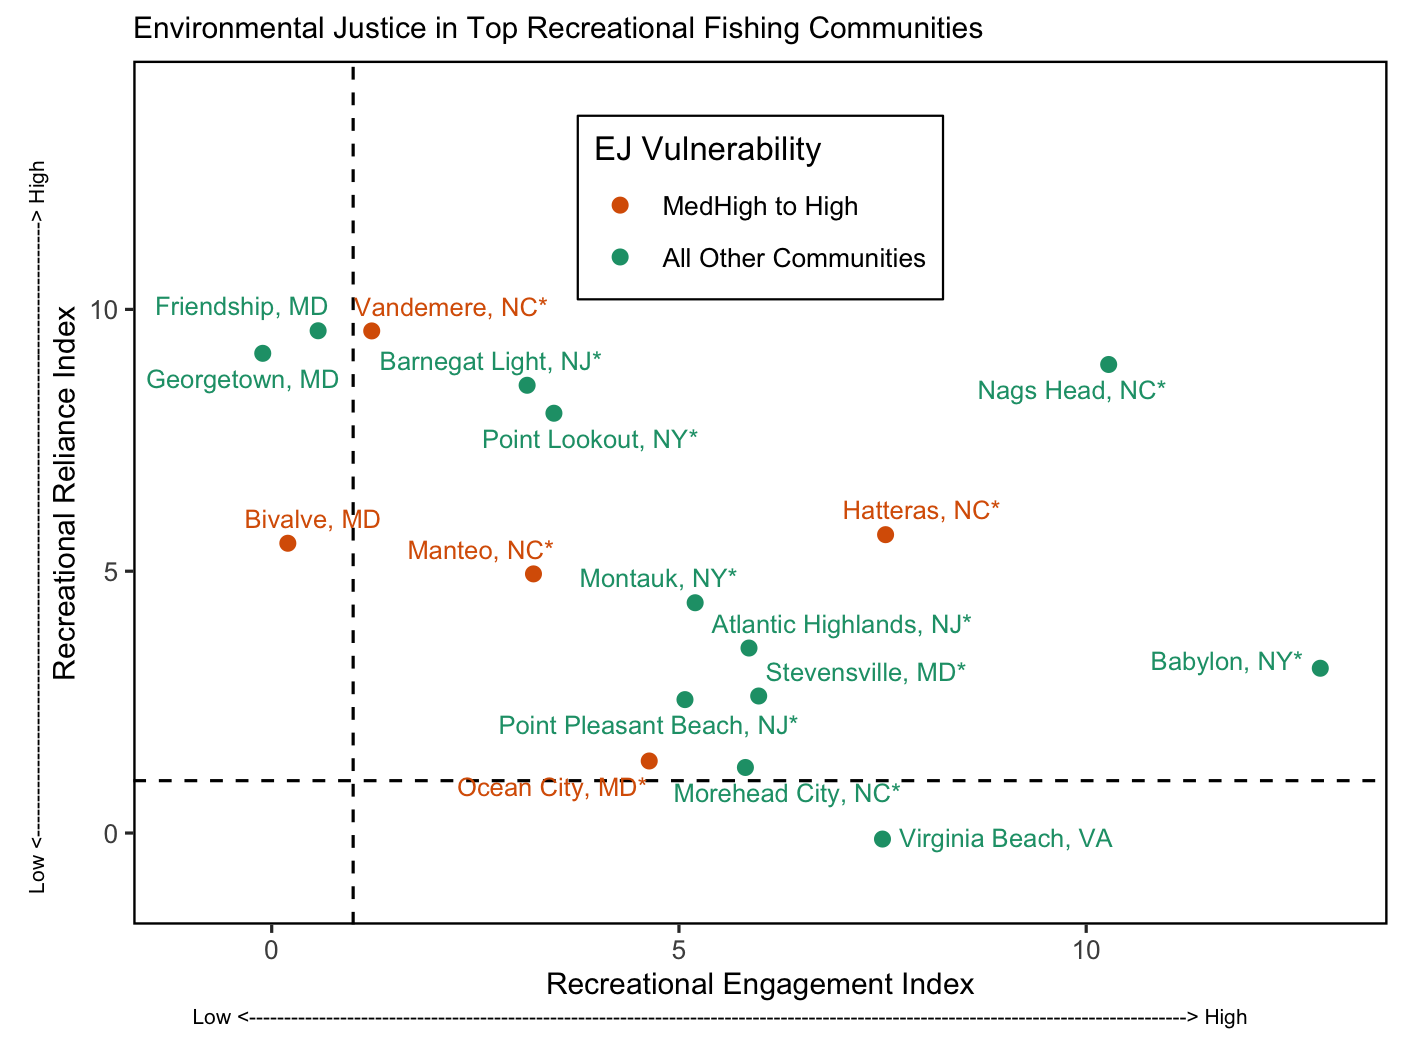 Environmental Justice in Top Recreational Fishing Communities
EJ Vulnerability
MedHigh to High
All Other Communities
Friendship, MD
Vandemere, NC*
Georgetown, MD
Barnegat Light, NJ*
Nags Head, NC*
Point Lookout, NY*
Bivalve, MD
Hatteras, NC*
Manteo, NC*
Montauk, NY*
Atlantic Highlands, NJ*
Babylon, NY*
Stevensville, MD*
Point Pleasant Beach, NJ*
Ocean City, MD*
Morehead City, NC*
Virginia Beach, VA
10
5
0
Recreational Reliance Index
Low <----------------------------------------------------------------------------------------> High
0 5 10
Recreational Engagement Index
Low <--------------------------------------------------------------------------------------------------------------------------------------> High